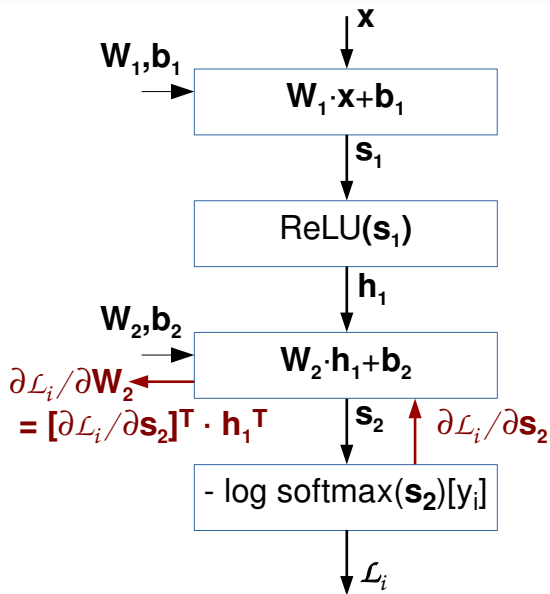 x
W₁,b₁
W₁·x+b₁
s₁
ReLU(s₁)
h₁
W₂,b₂
W₂·h₁+b₂
∂ℒᵢ/∂W₂
= [∂ℒᵢ/∂s₂]ᵀ · h₁ᵀ
s₂
∂ℒᵢ/∂s₂
- log softmax(s₂)[yᵢ]
ℒᵢ